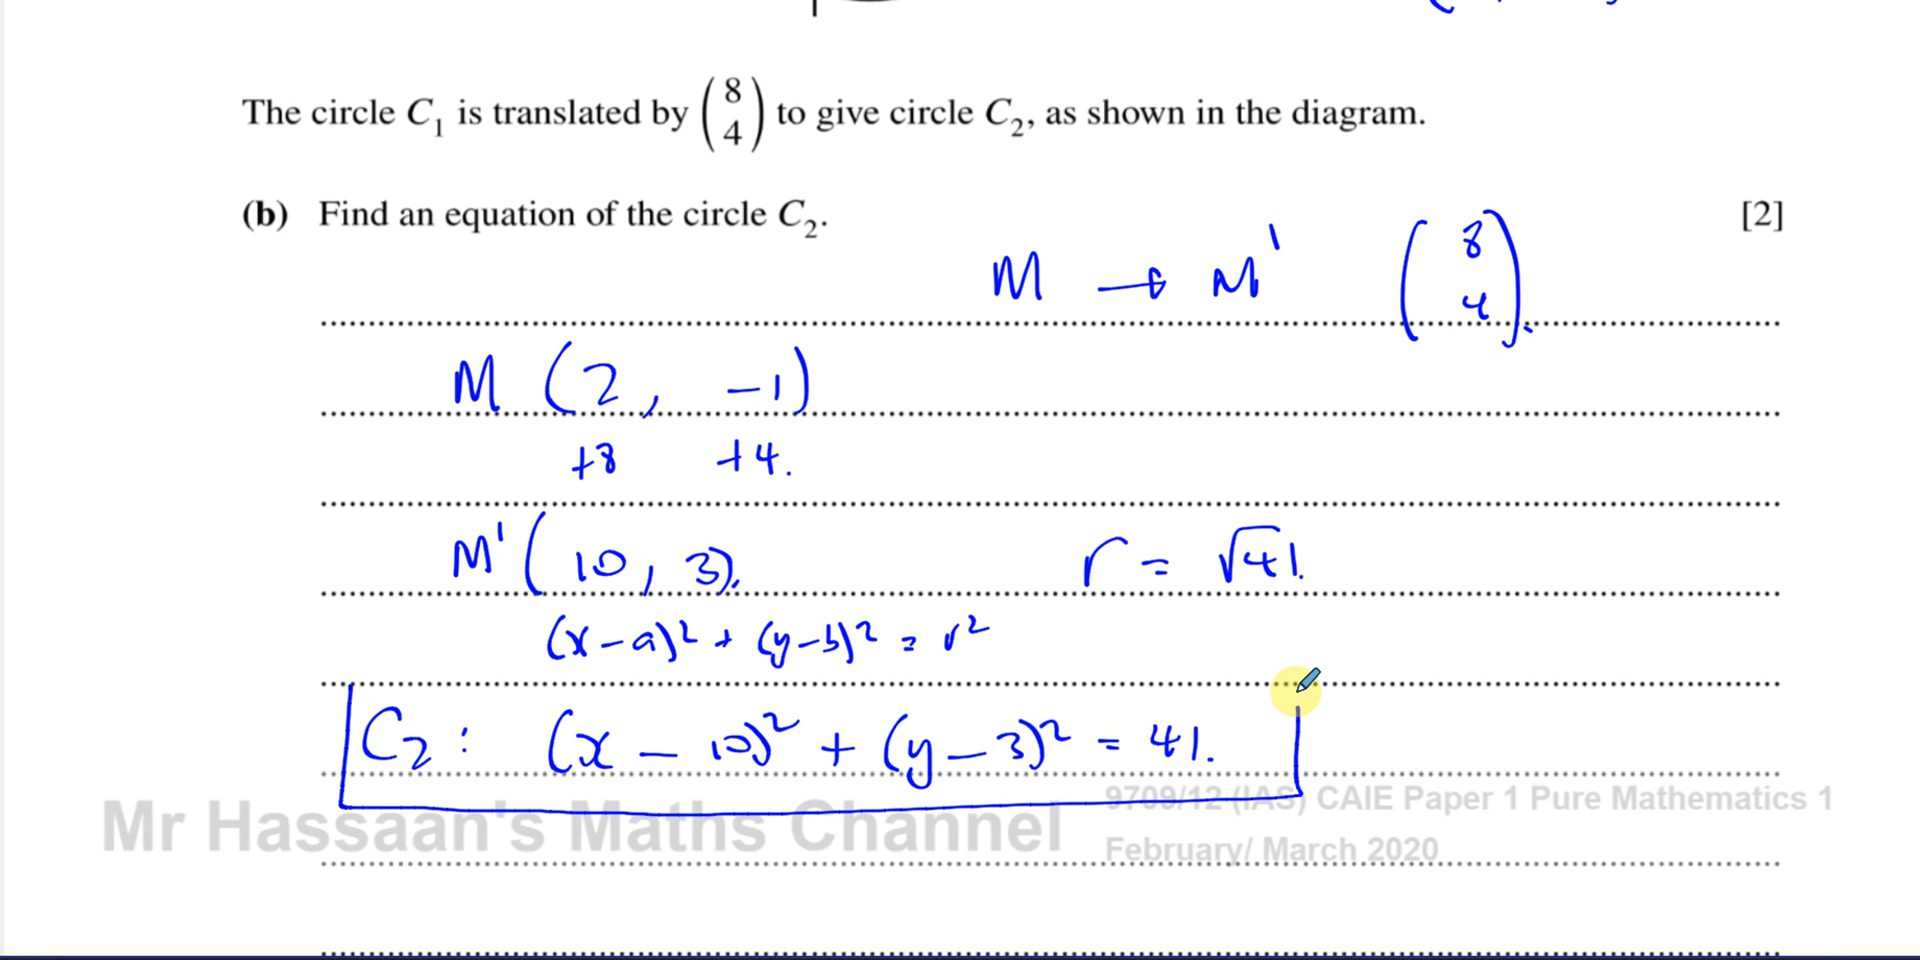 The circle C₁ is translated by (8 4) to give circle C₂, as shown in the diagram.
(b) Find an equation of the circle C₂. [2]
M → M' (8 4).
M (2, -1)
+8 +4.
M' (10, 3). r = √41.
(x-a)² + (y-b)² = r²
C₂: (x - 10)² + (y - 3)² = 41.
9709/12 (IAS) CAIE Paper 1 Pure Mathematics 1
Mr Hassaan's Maths Channel
February/ March 2020